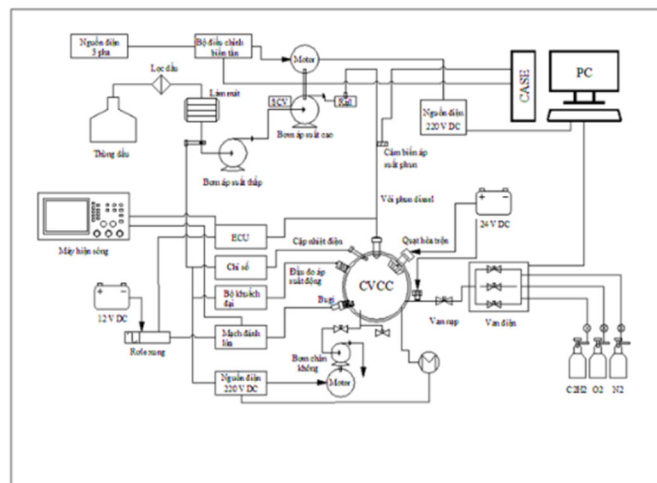 Nguồn điện
3 pha
Bộ điều chỉnh
biến tần
Motor
CASE
PC
Lọc dầu
Làm mát
SCV
Rail
Nguồn điện
220 V DC
Thùng dầu
Bơm áp suất cao
Cảm biến áp
suất phun
Bơm áp suất thấp
Vòi phun diesel
Máy hiện sóng
ECU
Cặp nhiệt điện
Quạt hòa trộn
24 V DC
Chỉ số
Đầu đo áp
suất động
CVCC
Bộ khuếch
đại
12 V DC
Bugi
Rơle xung
Mạch đánh
lửa
Van nạp
Van điện
Bơm chân
không
Nguồn điện
220 V DC
Motor
M
C2H2 O2 N2